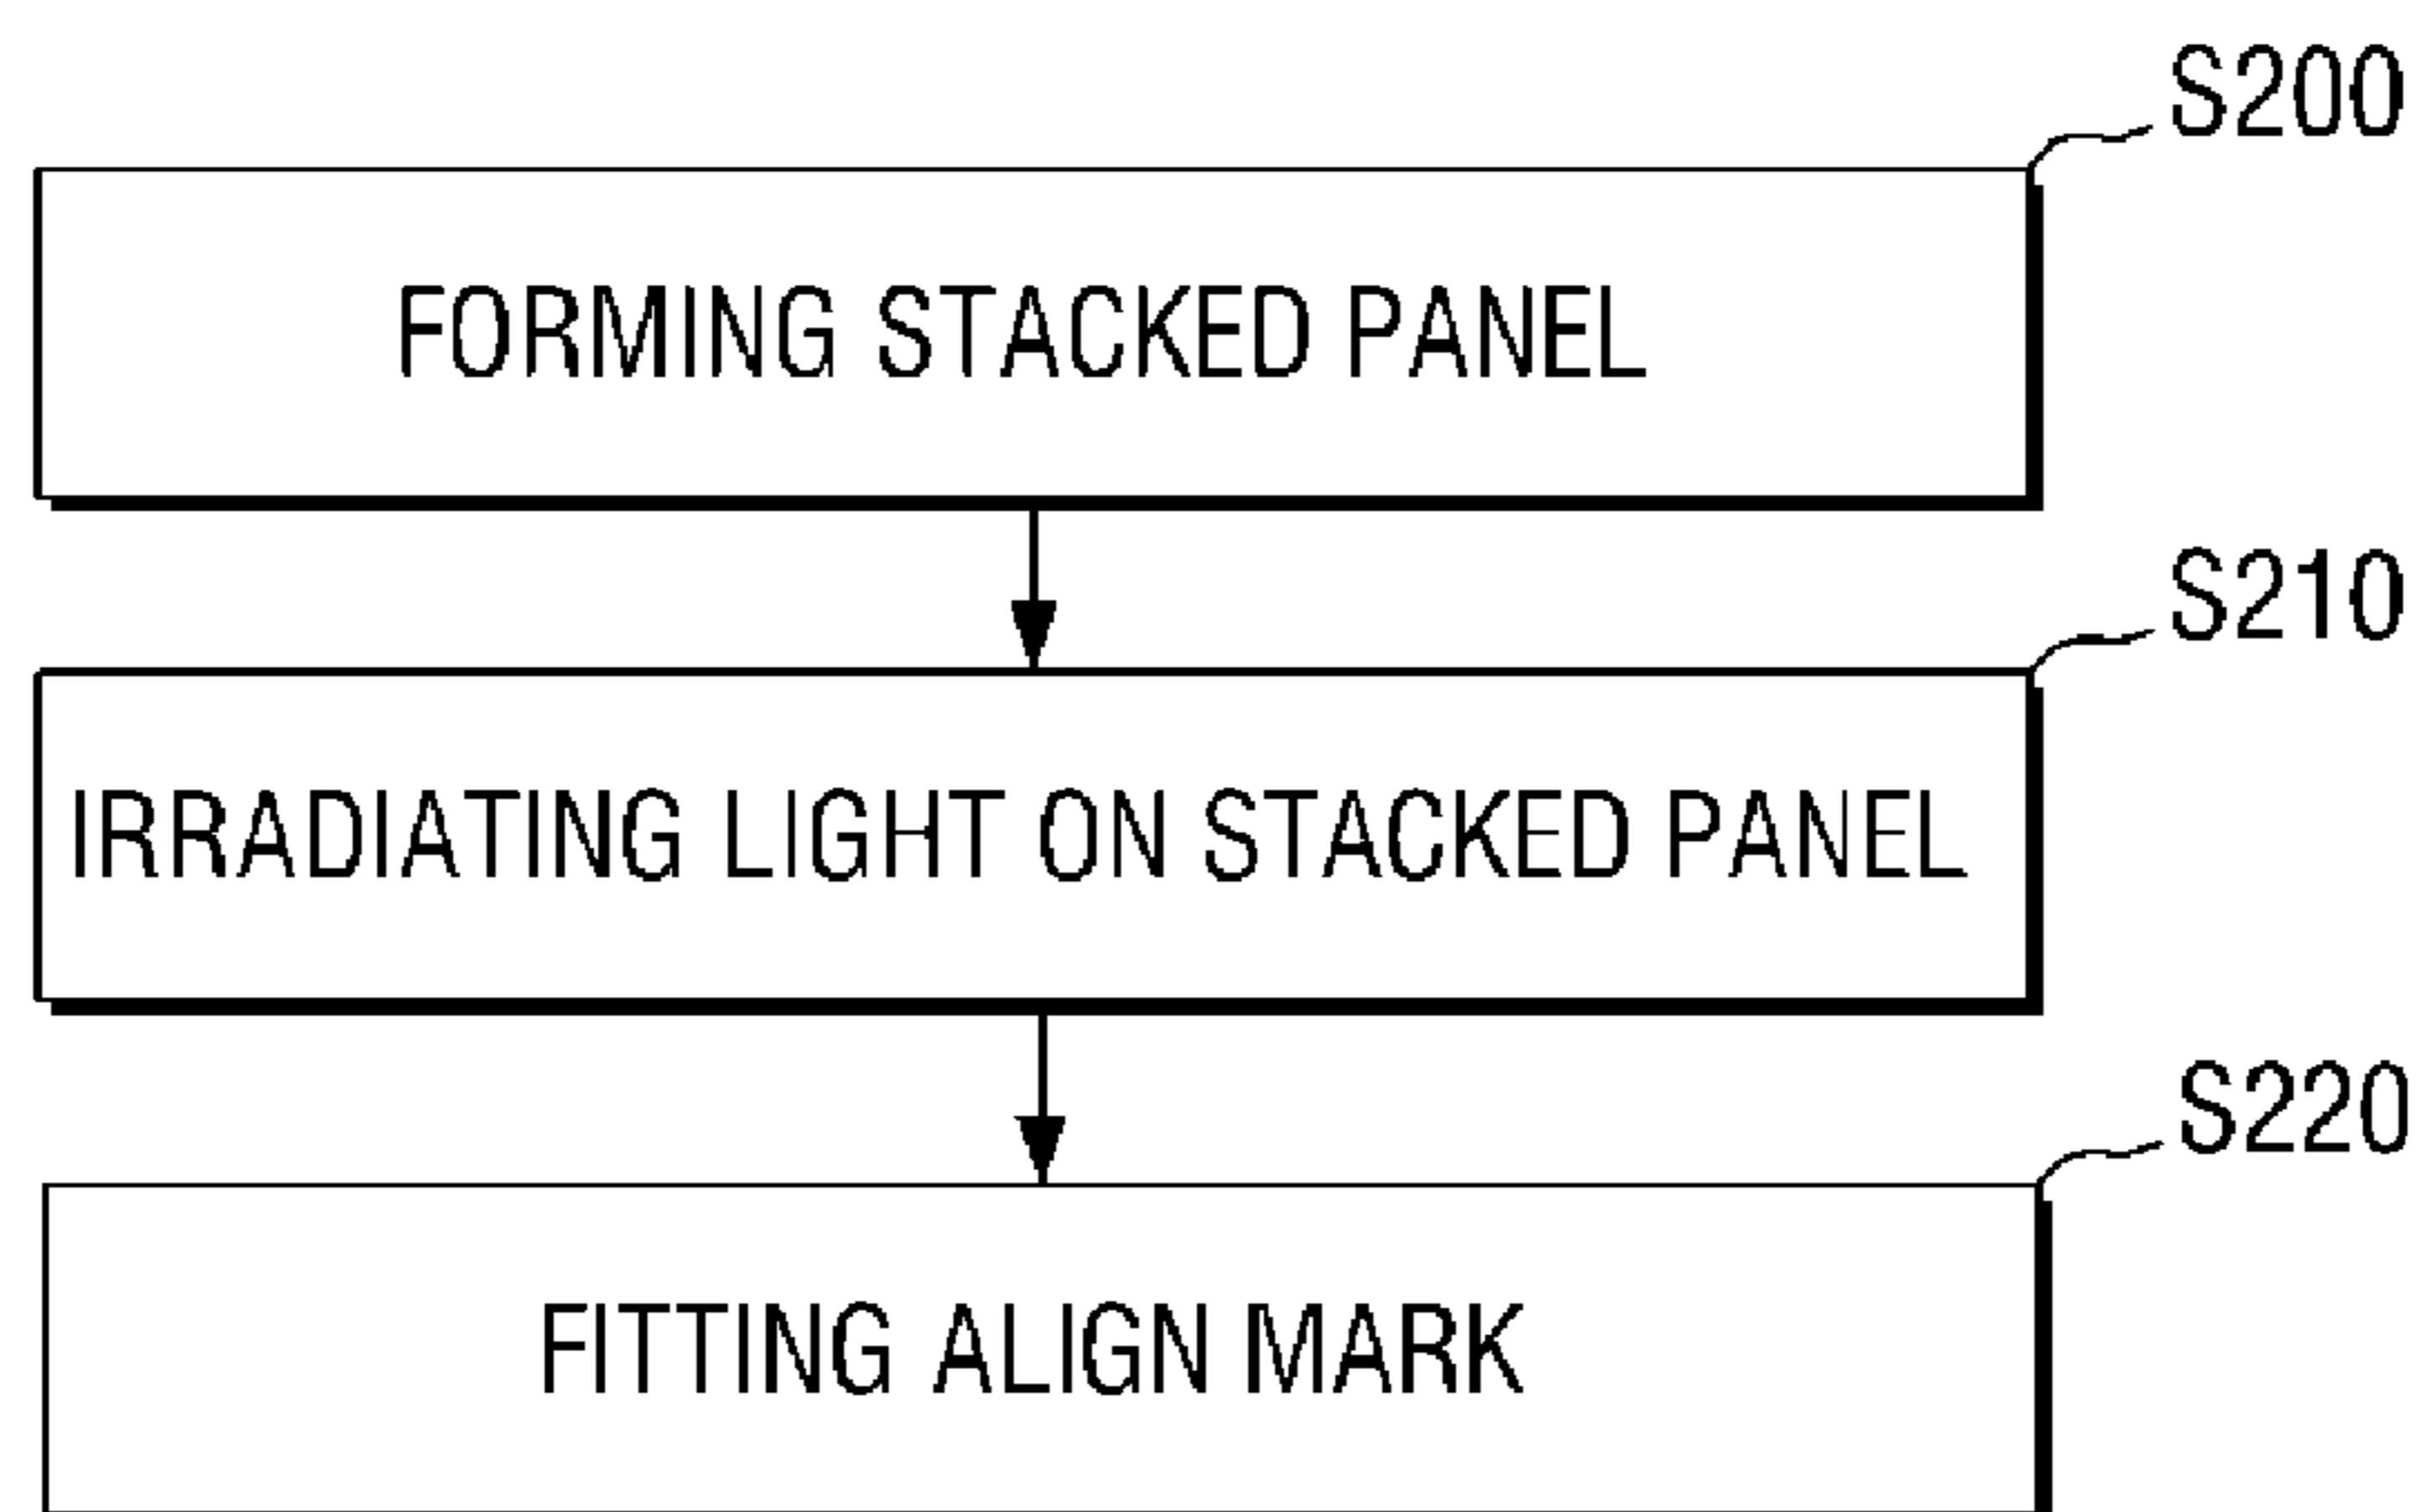 S200
FORMING STACKED PANEL
S210
IRRADIATING LIGHT ON STACKED PANEL
S220
FITTING ALIGN MARK